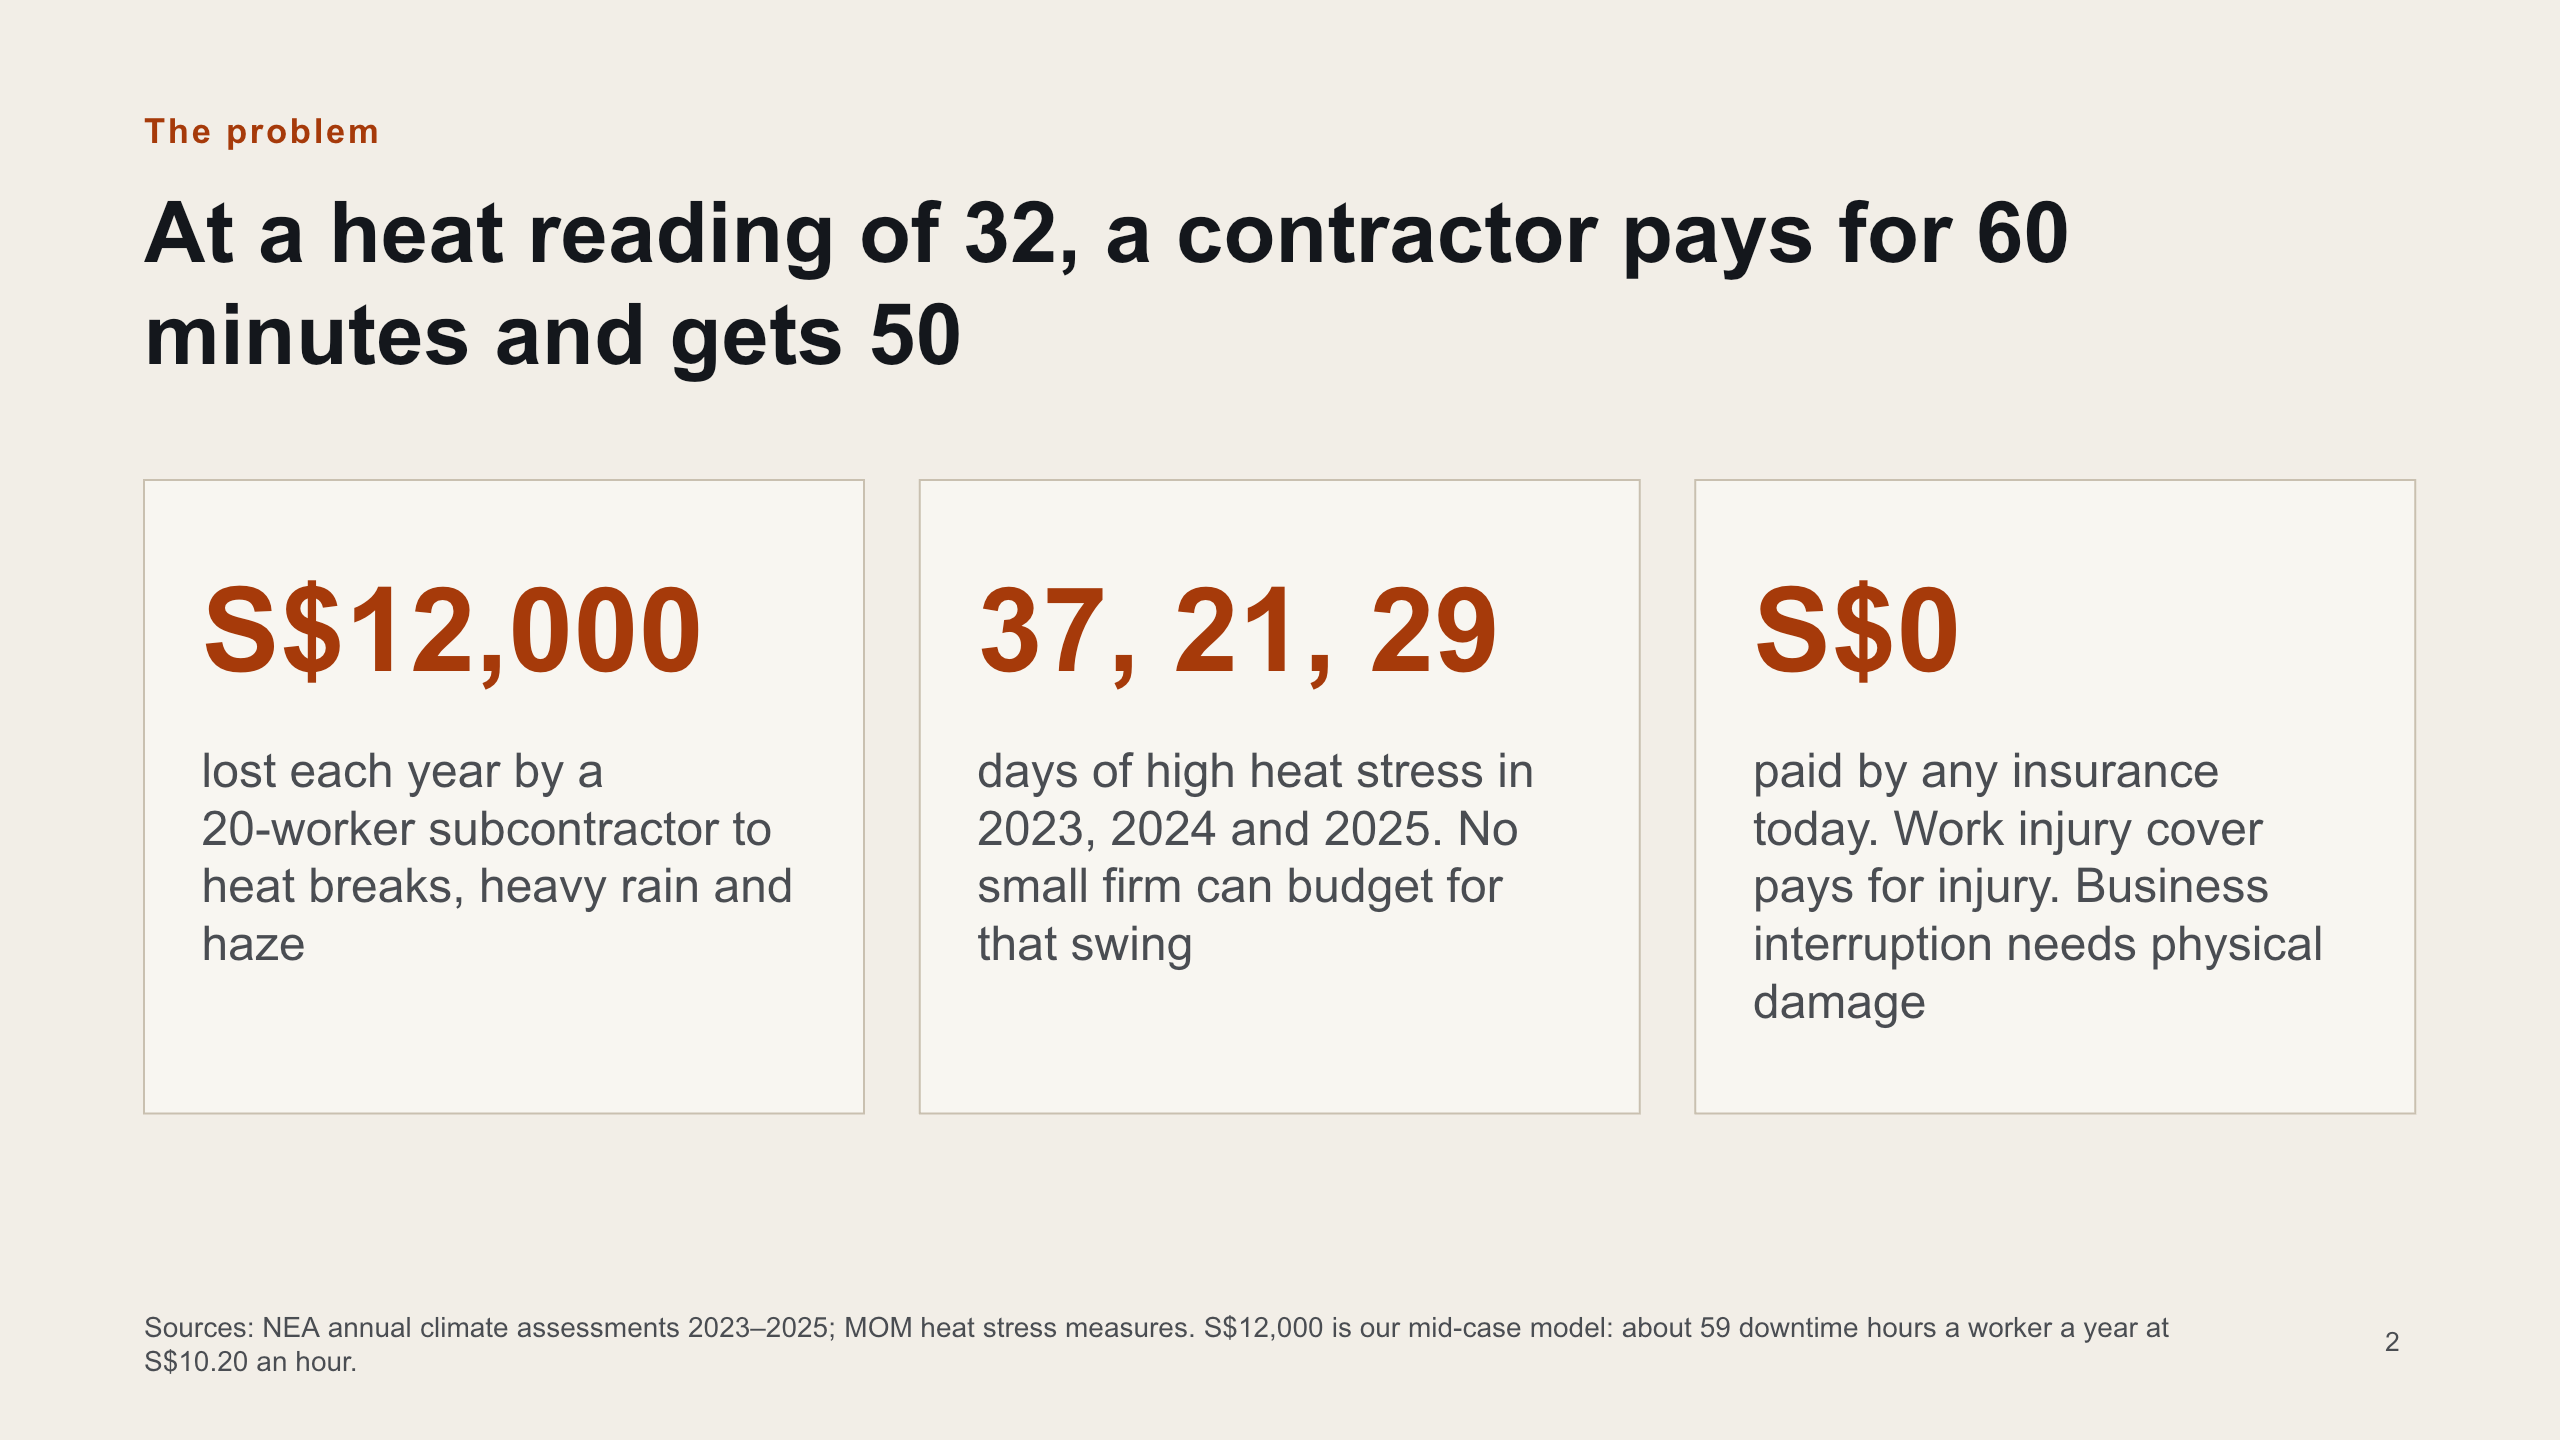 The problem
At a heat reading of 32, a contractor pays for 60
minutes and gets 50
S$12,000
lost each year by a
20-worker subcontractor to
heat breaks, heavy rain and
haze
37, 21, 29
days of high heat stress in
2023, 2024 and 2025. No
small firm can budget for
that swing
S$0
paid by any insurance
today. Work injury cover
pays for injury. Business
interruption needs physical
damage
Sources: NEA annual climate assessments 2023–2025; MOM heat stress measures. S$12,000 is our mid-case model: about 59 downtime hours a worker a year at
S$10.20 an hour.
2